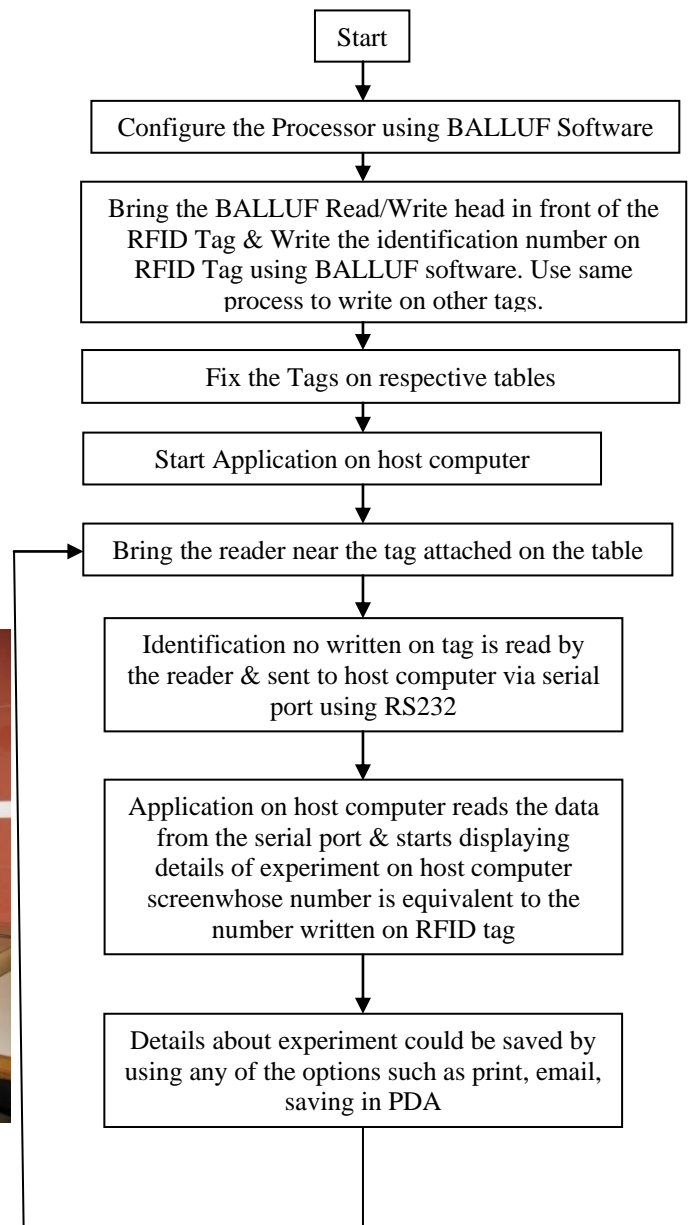 Start
Configure the Processor using BALLUF Software
Bring the BALLUF Read/Write head in front of the
RFID Tag & Write the identification number on
RFID Tag using BALLUF software. Use same
process to write on other tags.
Fix the Tags on respective tables
Start Application on host computer
Bring the reader near the tag attached on the table
Identification no written on tag is read by
the reader & sent to host computer via serial
port using RS232
Application on host computer reads the data
from the serial port & starts displaying
details of experiment on host computer
screenwhose number is equivalent to the
number written on RFID tag
Details about experiment could be saved by
using any of the options such as print, email,
saving in PDA